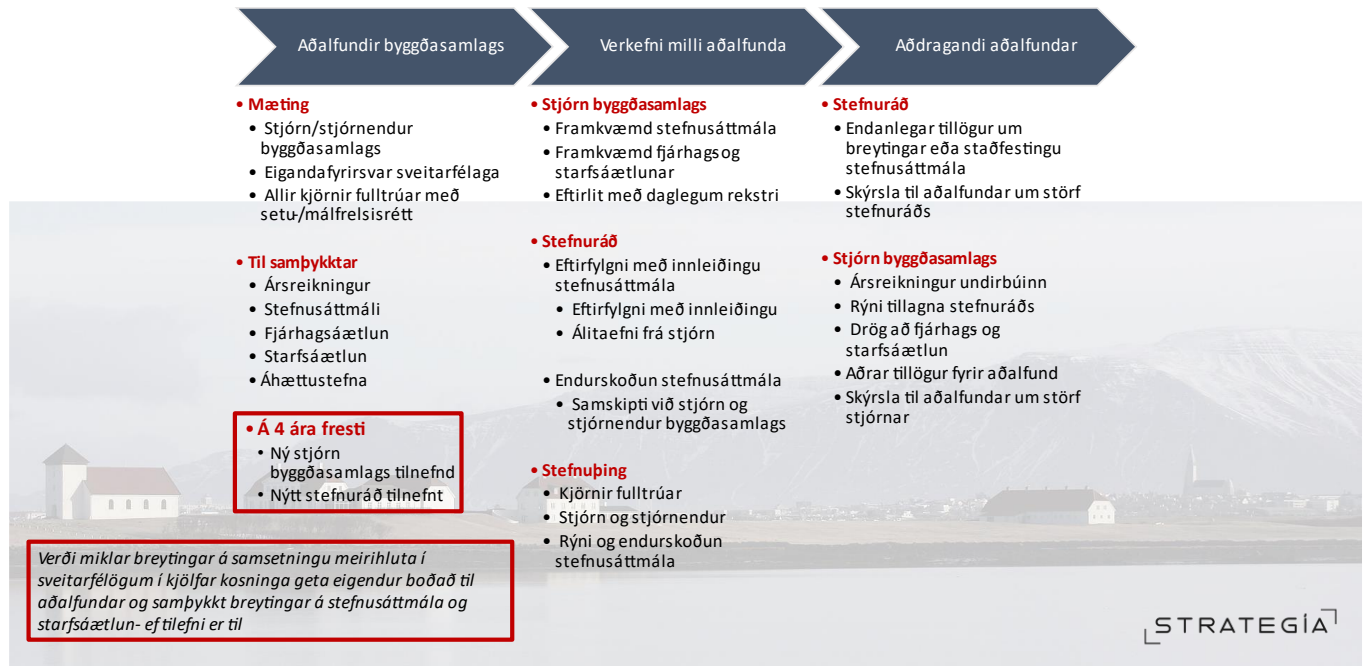 Aðalfundir byggðasamlags
Verkefni milli aðalfunda
Aðdragandi aðalfundar
• Mæting
• Stjórn/stjórnendur
byggðasamlags
• Eigandafyrirsvar sveitarfélaga
• Allir kjörnir fulltrúar með
setu-/málfrelsisrétt
• Til samþykktar
• Ársreikningur
• Stefnusáttmáli
• Fjárhagsáætlun
• Starfsáætlun
• Áhættustefna
• Á 4 ára fresti
• Ný stjórn
byggðasamlags tilnefnd
• Nýtt stefnuráð tilnefnt
Verði miklar breytingar á samsetningu meirihluta í
sveitarfélögum í kjölfar kosninga geta eigendur boðað til
aðalfundar og samþykkt breytingar á stefnusáttmála og
starfsáætlun- ef tilefni er til
• Stjórn byggðasamlags
• Framkvæmd stefnusáttmála
• Framkvæmd fjárhagsog
starfsáætlunar
• Eftirlit með daglegum rekstri
• Stefnuráð
• Eftirfylgni með innleiðingu
stefnusáttmála
• Eftirfylgni með innleiðingu
• Álitaefni frá stjórn
• Endurskoðun stefnusáttmála
• Samskipti við stjórn og
stjórnendur byggðasamlags
• Stefnuþing
• Kjörnir fulltrúar
• Stjórn og stjórnendur
• Rýni og endurskoðun
stefnusáttmála
• Stefnuráð
• Endanlegar tillögur um
breytingar eða staðfestingu
stefnusáttmála
• Skýrsla til aðalfundar um störf
stefnuráðs
• Stjórn byggðasamlags
• Ársreikningur undirbúinn
• Rýni tillagna stefnuráðs
• Drög að fjárhags og
starfsáætlun
• Aðrar tillögur fyrir aðalfund
• Skýrsla til aðalfundar um störf
stjórnar
STRATEGÍA